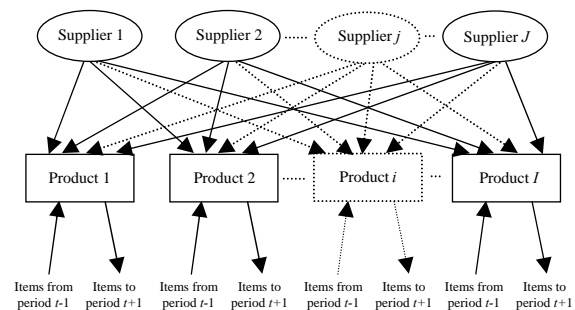 Supplier 1 Supplier 2 ...... Supplier j ... Supplier J
Product 1 Product 2 ...... Product i ... Product I
Items from Items to Items from Items to Items from Items to Items from Items to
period t-1 period t+1 period t-1 period t+1 period t-1 period t+1 period t-1 period t+1